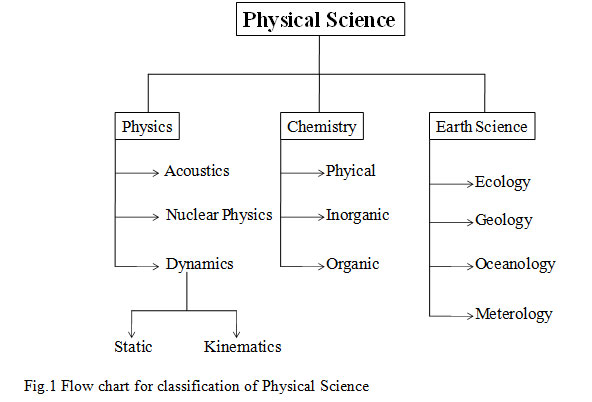 Physical Science
Physics
Chemistry
Earth Science
Acoustics
Nuclear Physics
Dynamics
Static
Kinematics
Phyical
Inorganic
Organic
Ecology
Geology
Oceanology
Meterology
Fig.1 Flow chart for classification of Physical Science